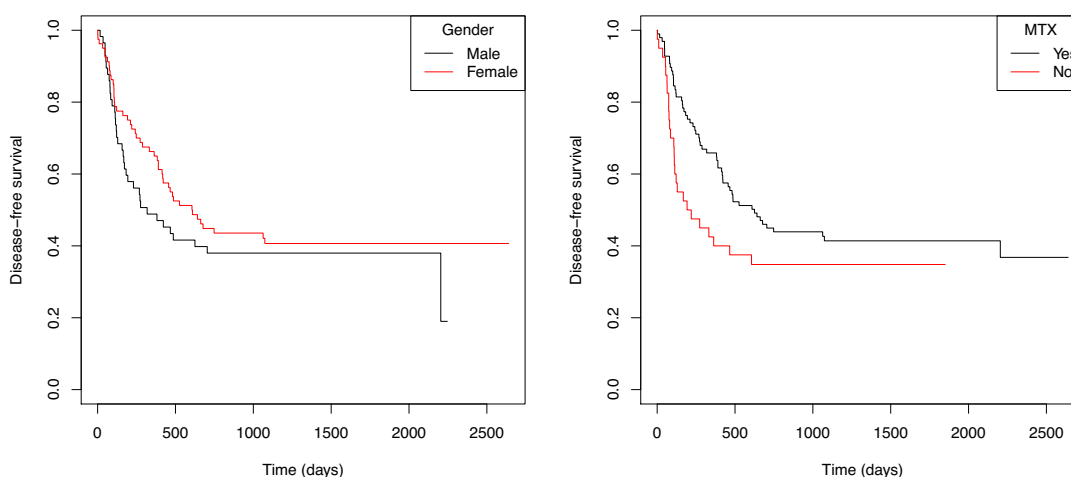 Gender
Male
Female
Disease−free survival
0.0
0.2
0.4
0.6
0.8
1.0
0 500 1000 1500 2000 2500
Time (days)
MTX
Yes
No
Disease−free survival
0.0
0.2
0.4
0.6
0.8
1.0
0 500 1000 1500 2000 2500
Time (days)